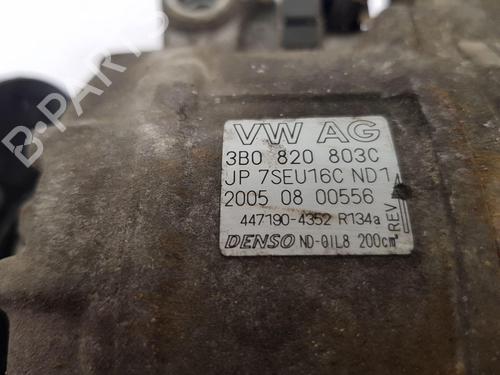 B-PARTS
VW AG
3B0 820 803C
JP 7SEU16C ND1
2005 08 00556
447190-4352 R134a
DENSO ND-OIL8 200cm³
REV